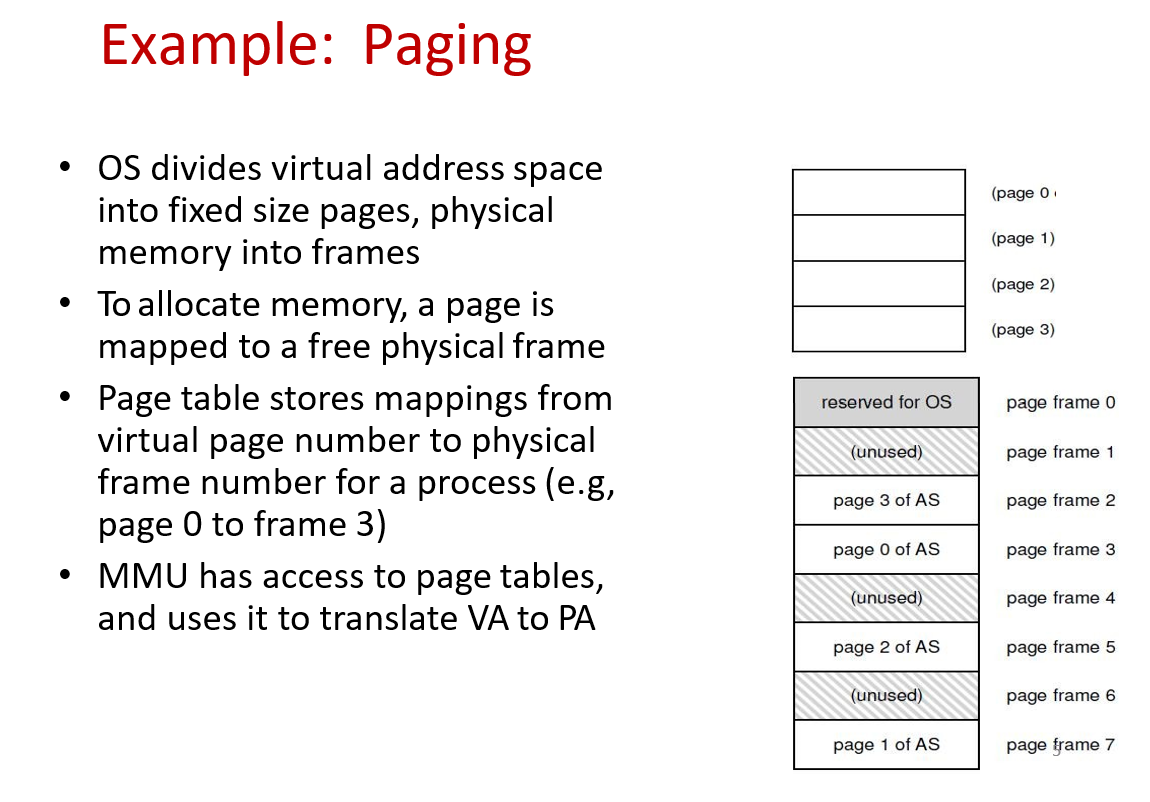 Example: Paging
• OS divides virtual address space
into fixed size pages, physical
memory into frames
• To allocate memory, a page is
mapped to a free physical frame
• Page table stores mappings from
virtual page number to physical
frame number for a process (e.g,
page 0 to frame 3)
• MMU has access to page tables,
and uses it to translate VA to PA
(page 0
(page 1)
(page 2)
(page 3)
reserved for OS page frame 0
(unused) page frame 1
page 3 of AS page frame 2
page 0 of AS page frame 3
(unused) page frame 4
page 2 of AS page frame 5
(unused) page frame 6
page 1 of AS page frame 7
5